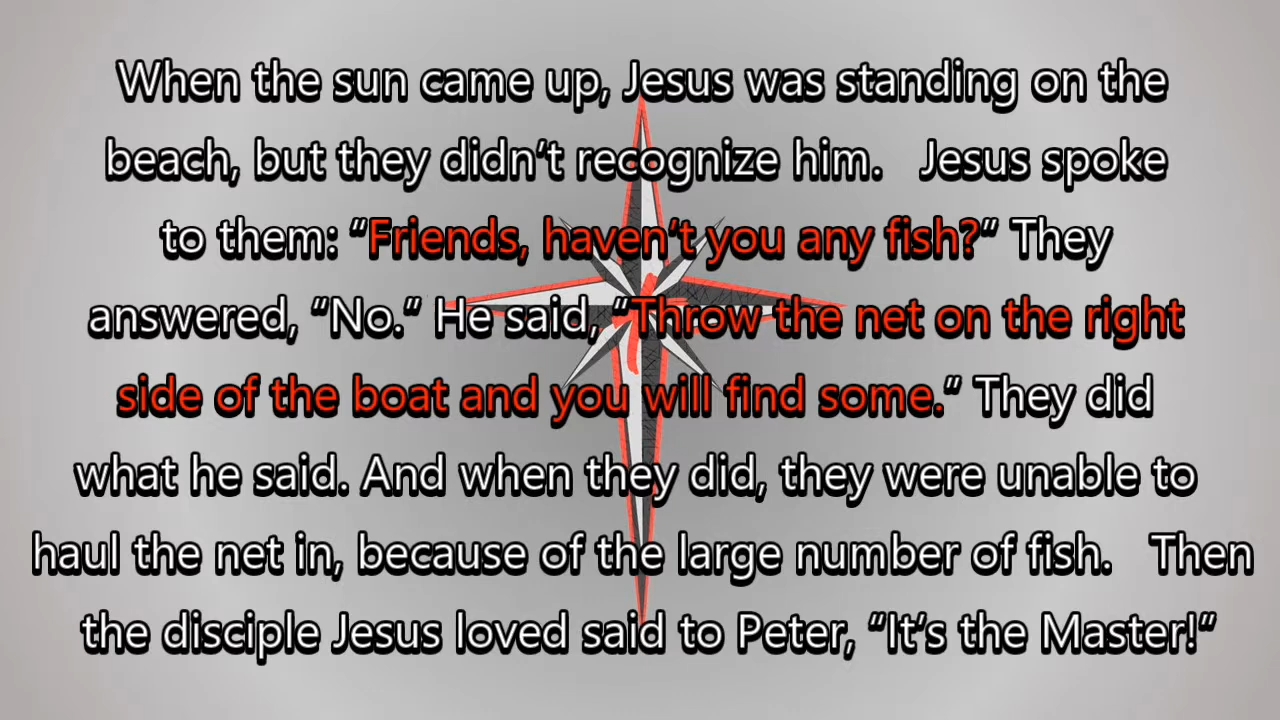 When the sun came up, Jesus was standing on the
beach, but they didn’t recognize him. Jesus spoke
to them: “Friends, haven’t you any fish?” They
answered, “No.” He said, “Throw the net on the right
side of the boat and you will find some.” They did
what he said. And when they did, they were unable to
haul the net in, because of the large number of fish. Then
the disciple Jesus loved said to Peter, “It’s the Master!”